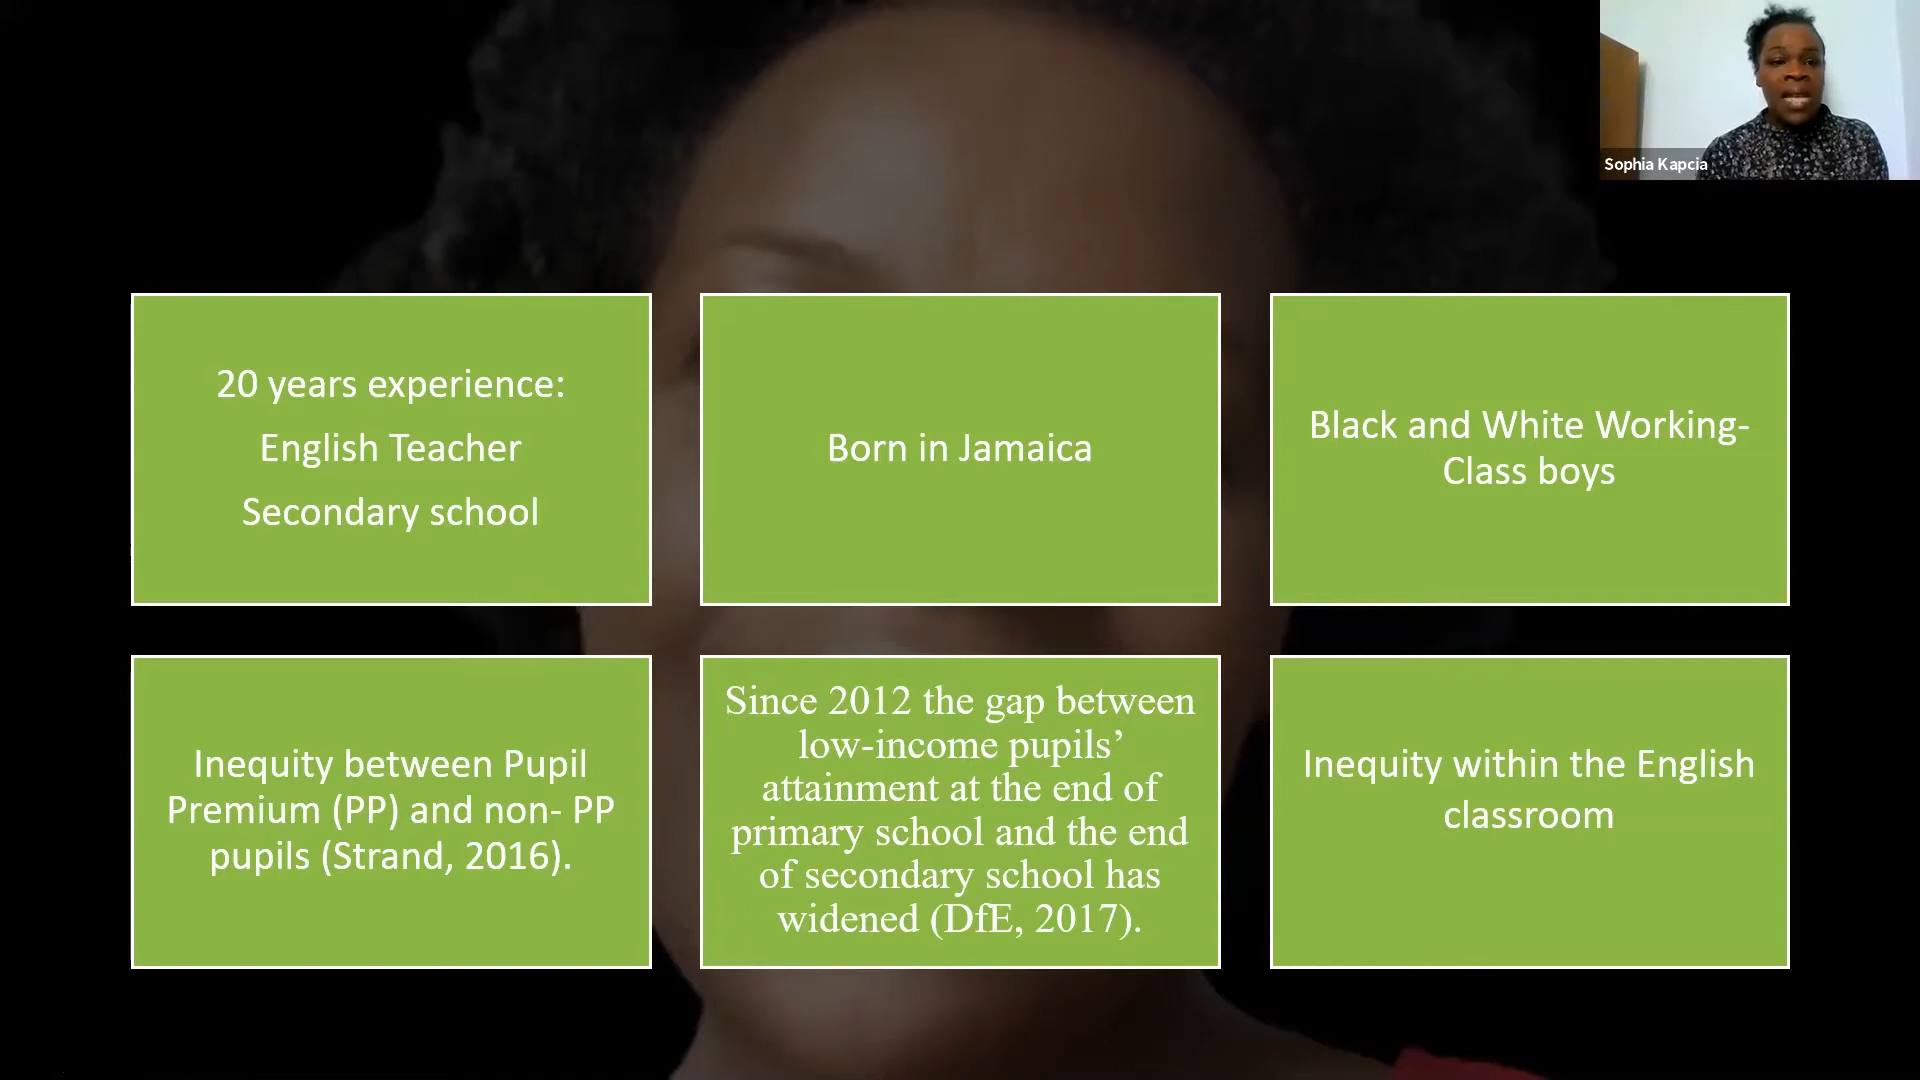 Sophia Kapcia
20 years experience:
English Teacher
Secondary school
Born in Jamaica
Black and White Working-
Class boys
Inequity between Pupil
Premium (PP) and non- PP
pupils (Strand, 2016).
Since 2012 the gap between
low-income pupils’
attainment at the end of
primary school and the end
of secondary school has
widened (DfE, 2017).
Inequity within the English
classroom